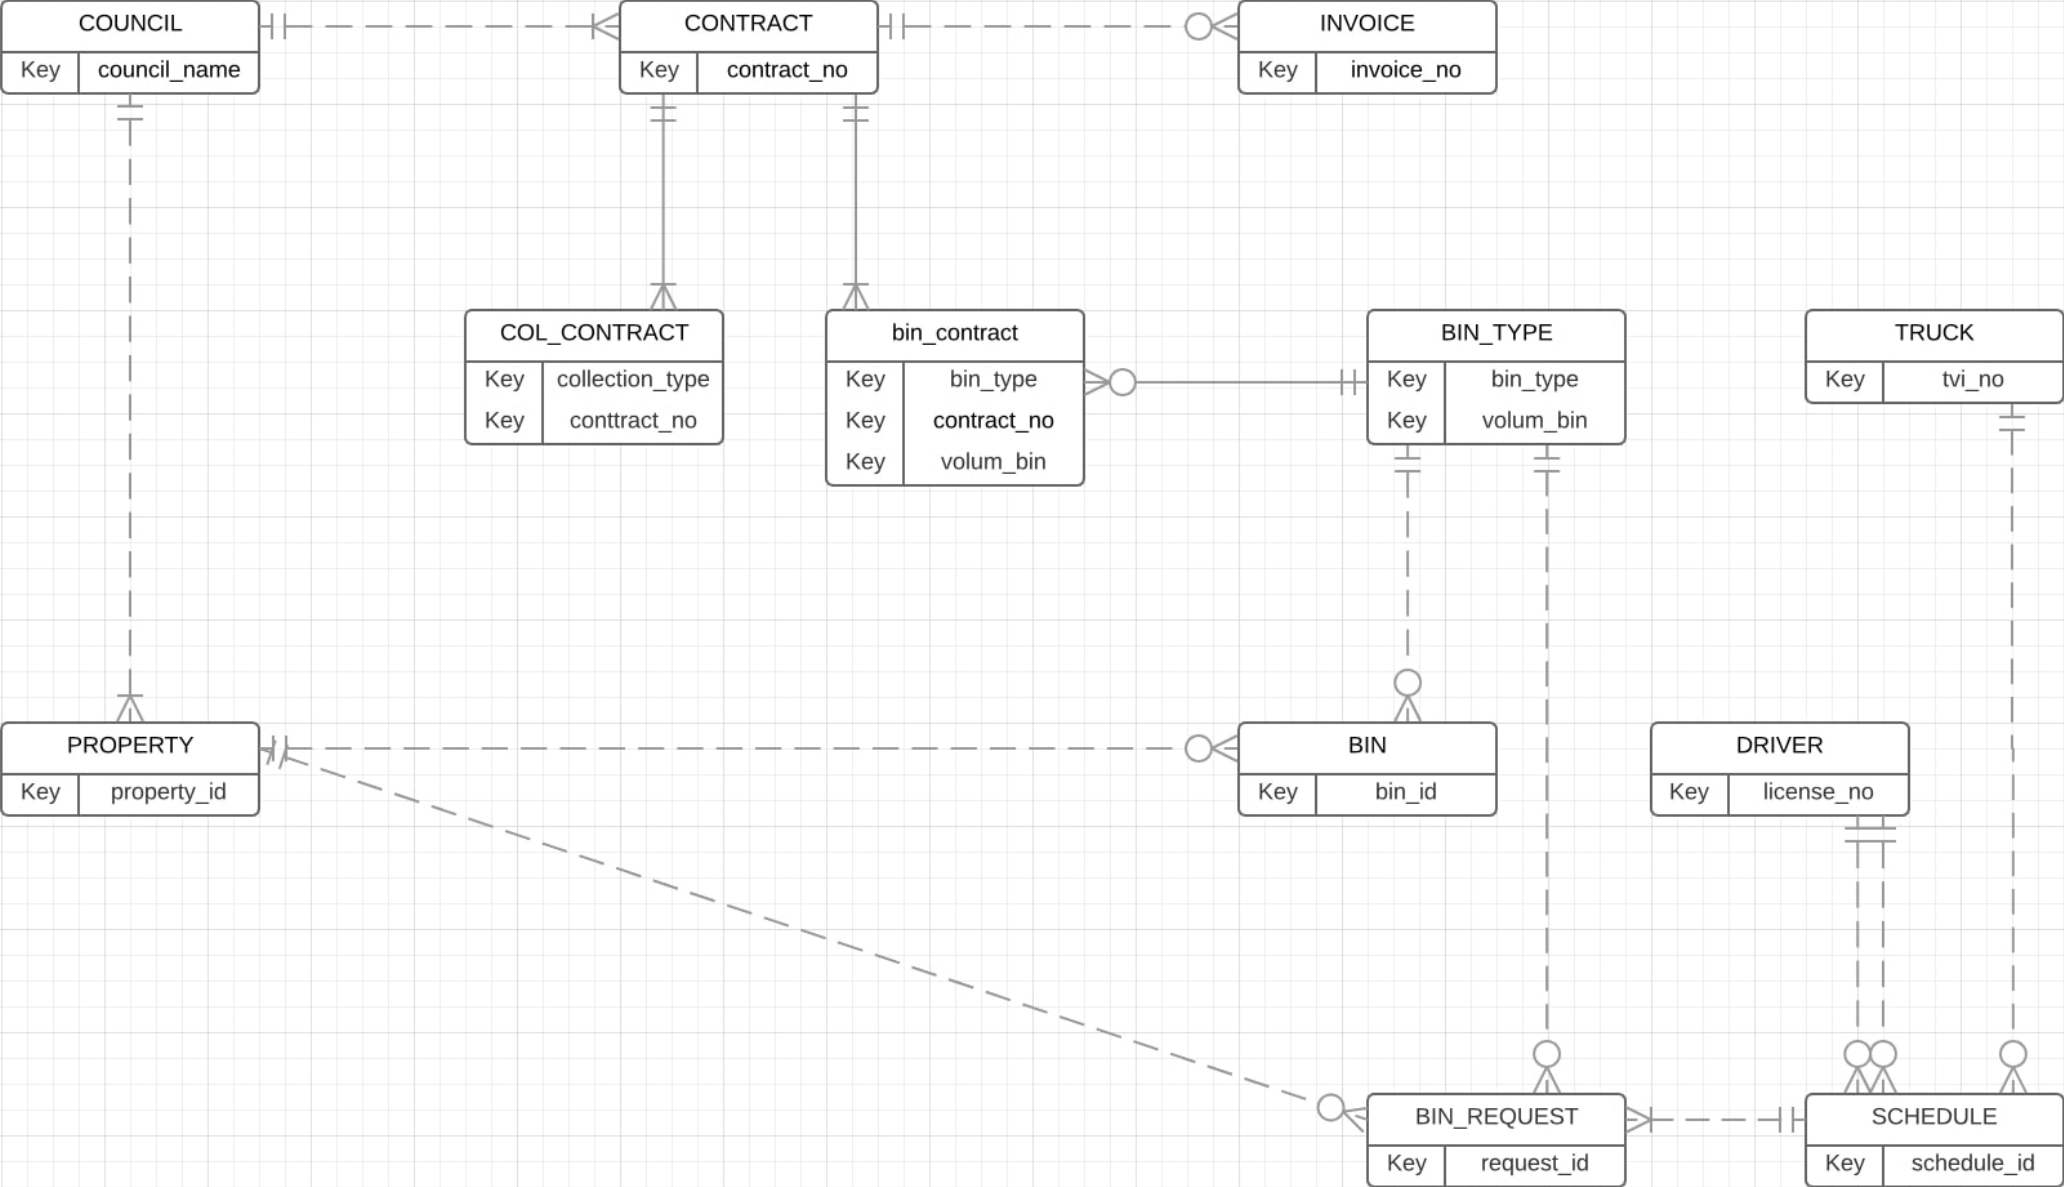 COUNCIL
Key council_name
CONTRACT
Key contract_no
INVOICE
Key invoice_no
COL_CONTRACT
Key collection_type
Key conttract_no
bin_contract
Key bin_type
Key contract_no
Key volum_bin
BIN_TYPE
Key bin_type
Key volum_bin
TRUCK
Key tvi_no
PROPERTY
Key property_id
BIN
Key bin_id
DRIVER
Key license_no
BIN_REQUEST
Key request_id
SCHEDULE
Key schedule_id